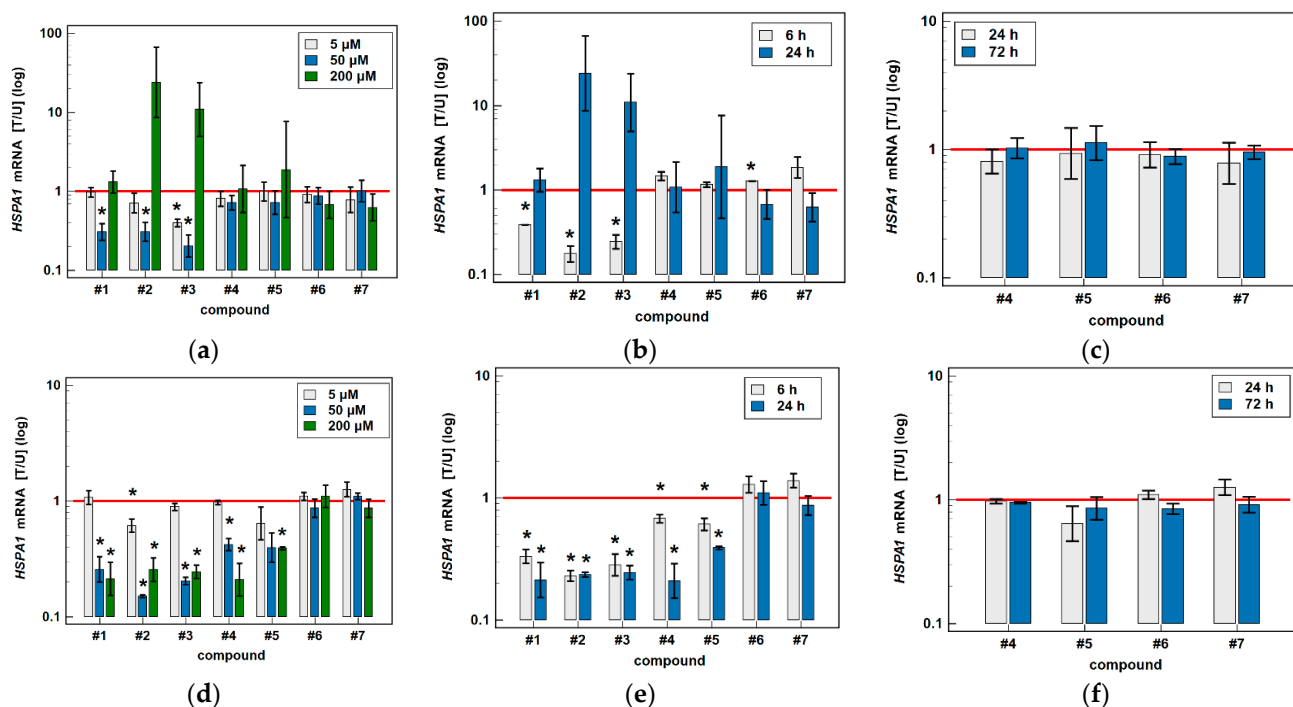 HSPA1 mRNA [T/U] (log)
100
10
1
0.1
5 µM
50 µM
200 µM
* * * *
#1 #2 #3 #4 #5 #6 #7
compound
(a)
HSPA1 mRNA [T/U] (log)
100
10
1
0.1
6 h
24 h
* * * *
#1 #2 #3 #4 #5 #6 #7
compound
(b)
HSPA1 mRNA [T/U] (log)
10
1
0.1
24 h
72 h
#4 #5 #6 #7
compound
(c)
HSPA1 mRNA [T/U] (log)
10
1
0.1
5 µM
50 µM
200 µM
* * * * * * * * * *
#1 #2 #3 #4 #5 #6 #7
compound
(d)
HSPA1 mRNA [T/U] (log)
10
1
0.1
6 h
24 h
* * * * * * * * * *
#1 #2 #3 #4 #5 #6 #7
compound
(e)
HSPA1 mRNA [T/U] (log)
10
1
0.1
24 h
72 h
#4 #5 #6 #7
compound
(f)